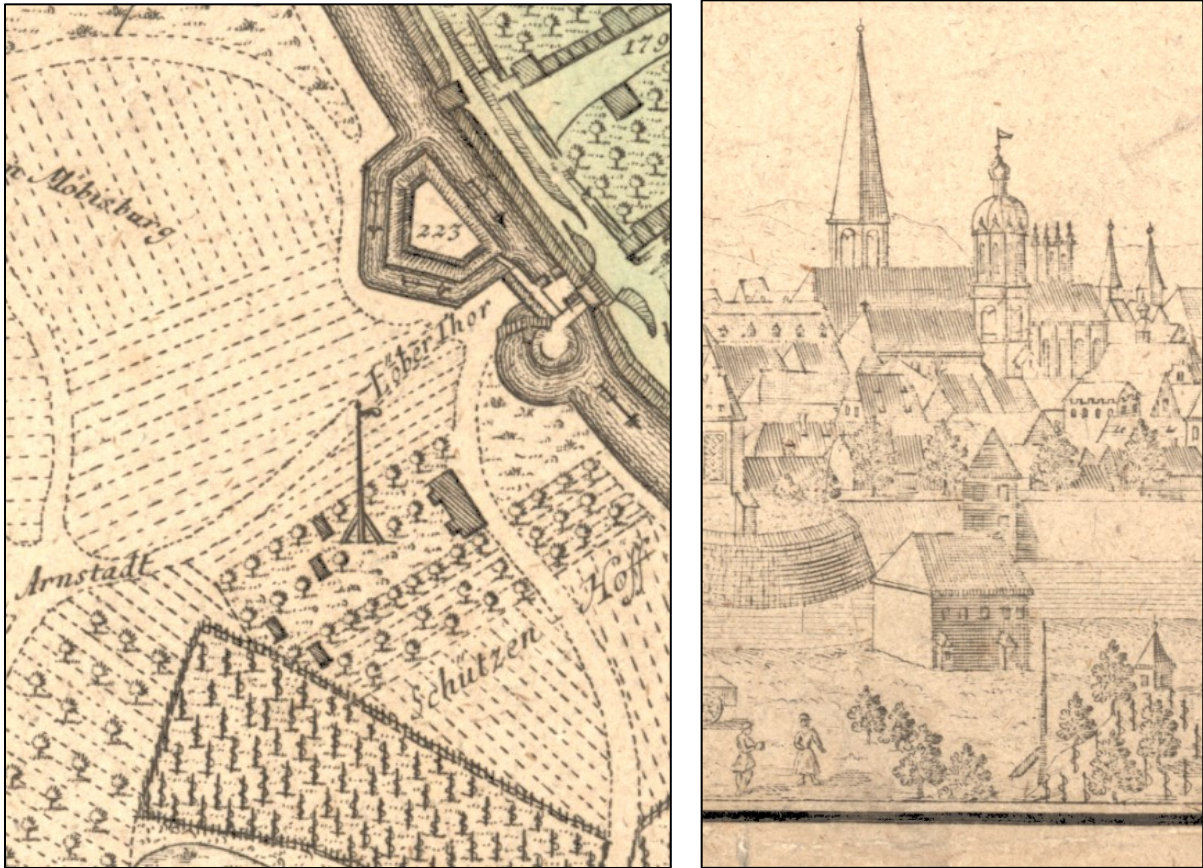 179
n Möbisburg
223
Löber Thor
Arnstadt
Hoff
Schützen